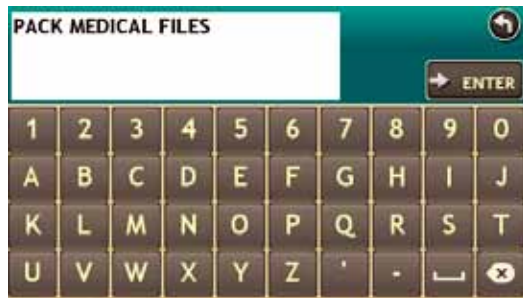 PACK MEDICAL FILES
ENTER
1 2 3 4 5 6 7 8 9 0
A B C D E F G H I J
K L M N O P Q R S T
U V W X Y Z ' -